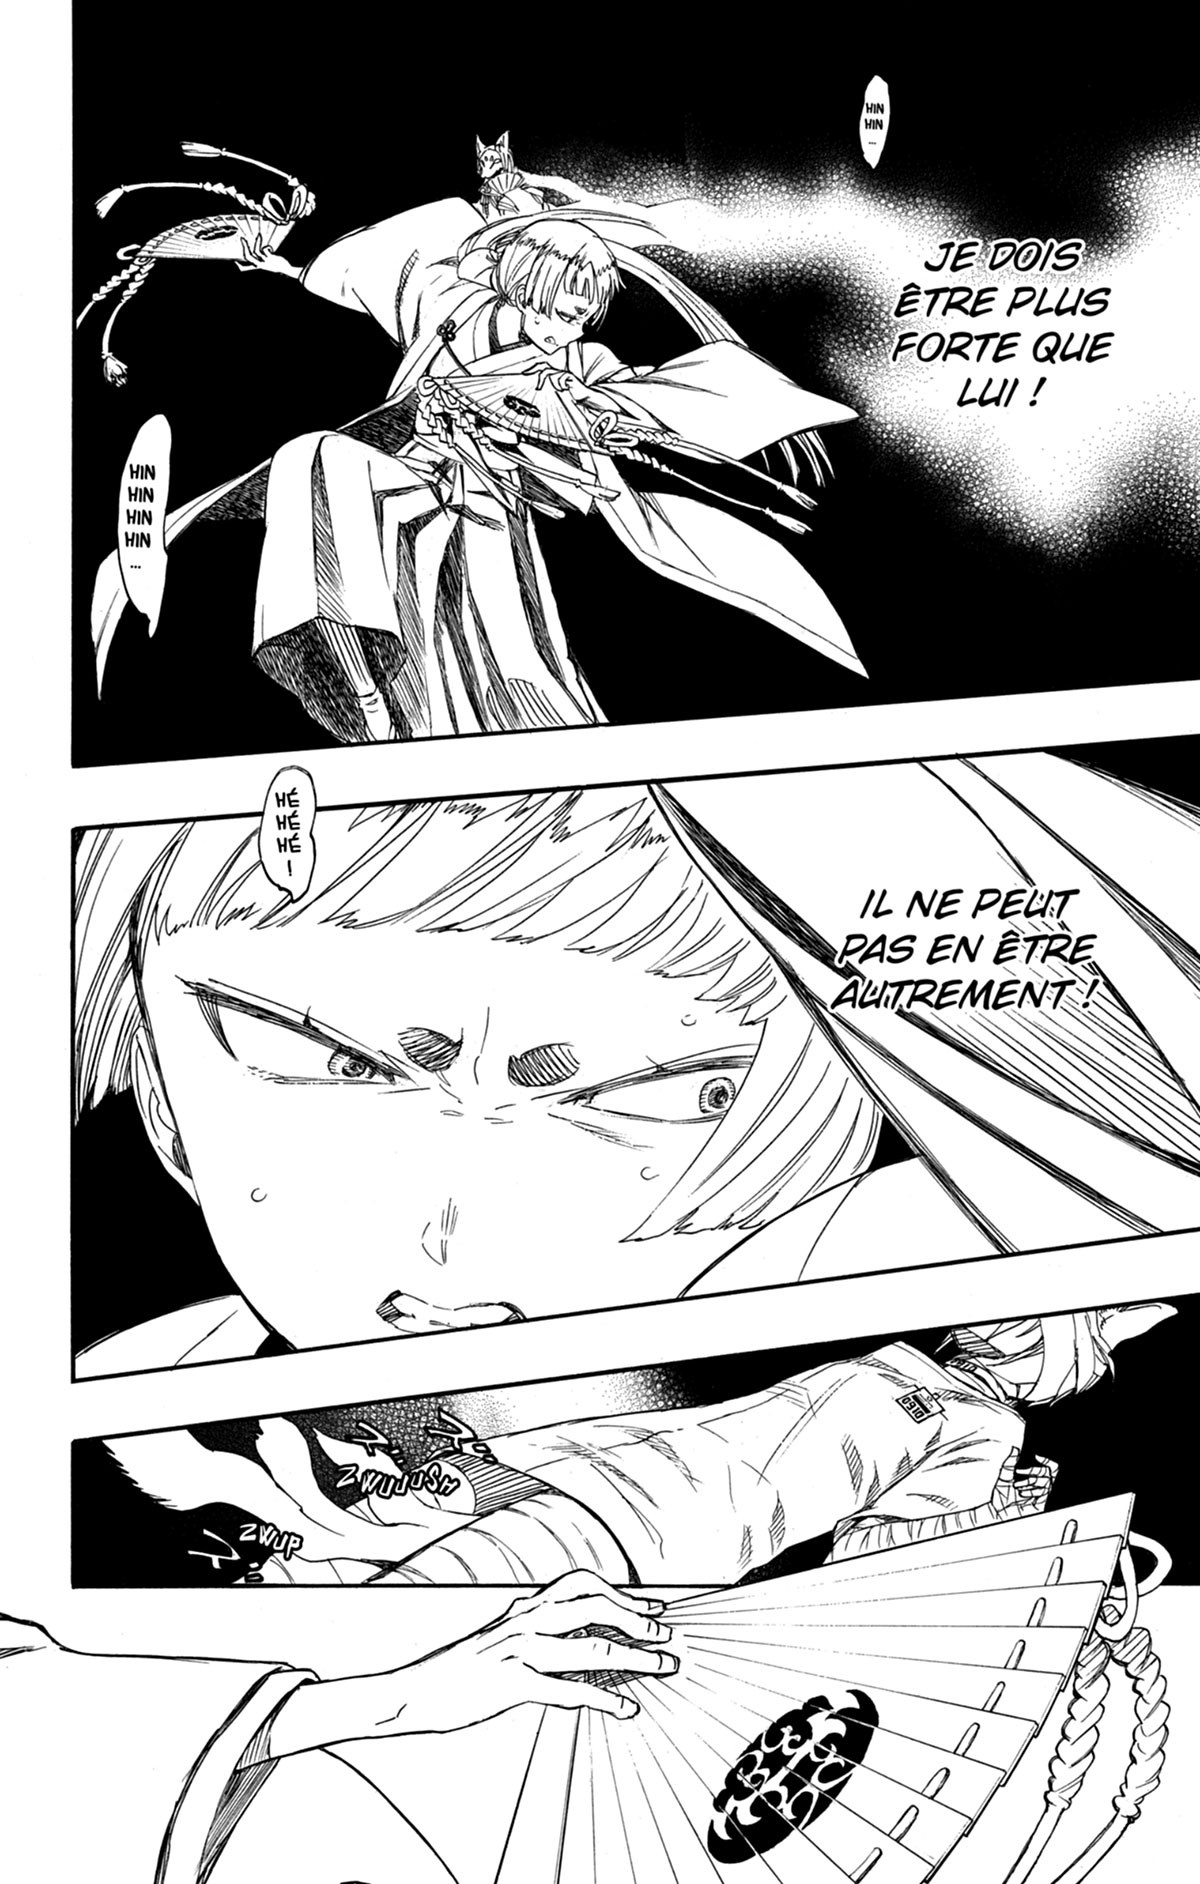 HIN
HIN
...
JE DOIS
ÊTRE PLUS
FORTE QUE
LUI !
HIN
HIN
HIN
HIN
...
HÉ
HÉ
HÉ
!
IL NE PEUT
PAS EN ÊTRE
AUTREMENT !
0910
ZWUUUSH
ZWUP